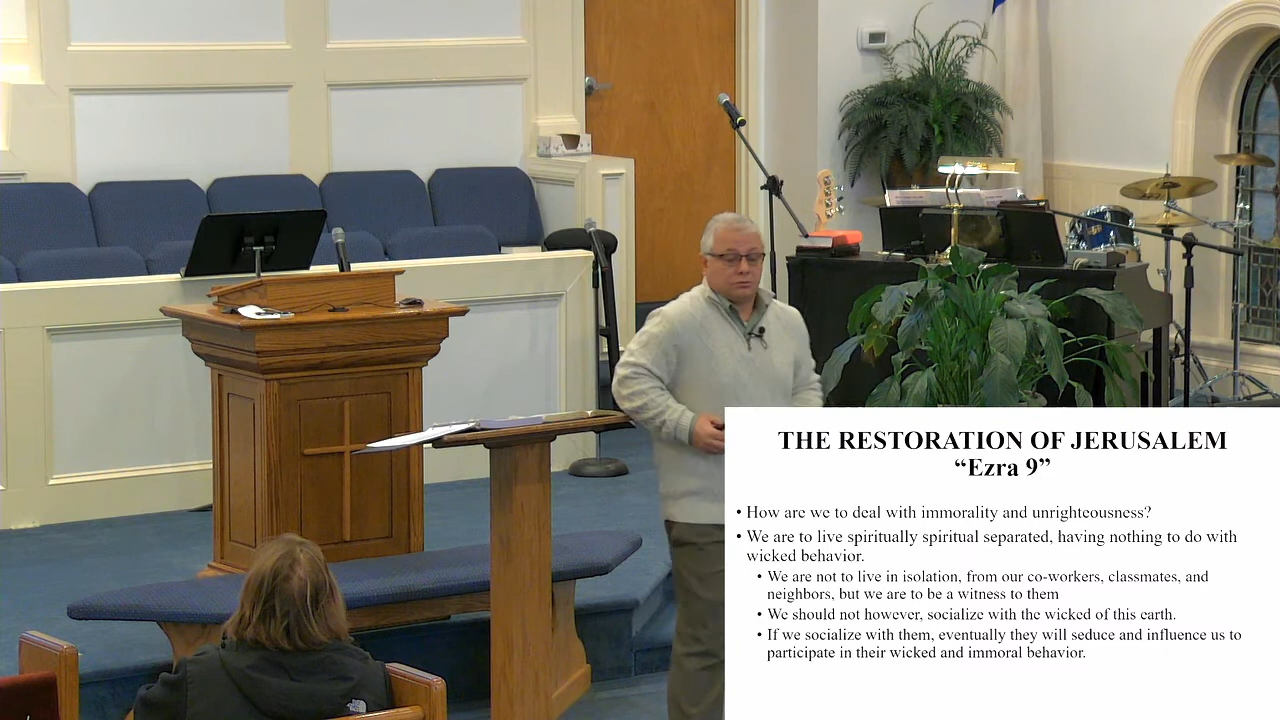 THE RESTORATION OF JERUSALEM
“Ezra 9”
• How are we to deal with immorality and unrighteousness?
• We are to live spiritually spiritual separated, having nothing to do with
wicked behavior.
• We are not to live in isolation, from our co-workers, classmates, and
neighbors, but we are to be a witness to them
• We should not however, socialize with the wicked of this earth.
• If we socialize with them, eventually they will seduce and influence us to
participate in their wicked and immoral behavior.